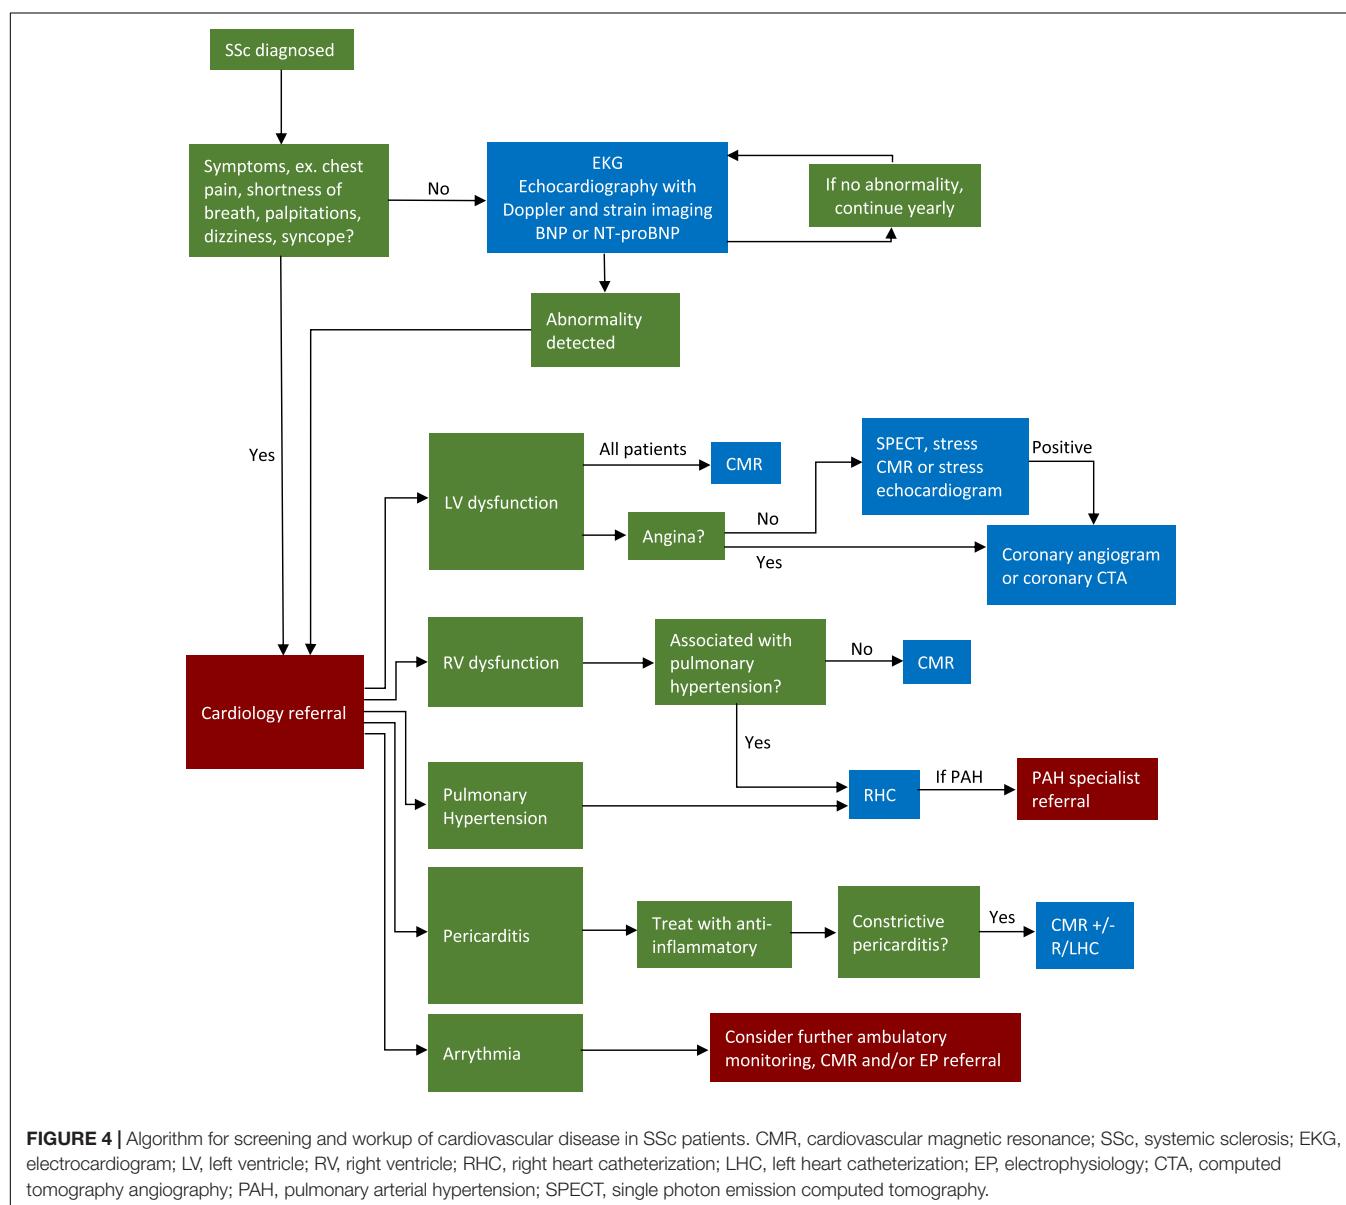 SSc diagnosed
Symptoms, ex. chest
pain, shortness of
breath, palpitations,
dizziness, syncope?
No
EKG
Echocardiography with
Doppler and strain imaging
BNP or NT-proBNP
If no abnormality,
continue yearly
Abnormality
detected
Yes
LV dysfunction
All patients
CMR
Angina?
No
Yes
SPECT, stress
CMR or stress
echocardiogram
Positive
Coronary angiogram
or coronary CTA
Cardiology referral
RV dysfunction
Associated with
pulmonary
hypertension?
No
CMR
Yes
Pulmonary
Hypertension
RHC
If PAH
PAH specialist
referral
Pericarditis
Treat with anti-
inflammatory
Constrictive
pericarditis?
Yes
CMR +/-
R/LHC
Arrythmia
Consider further ambulatory
monitoring, CMR and/or EP referral
FIGURE 4 | Algorithm for screening and workup of cardiovascular disease in SSc patients. CMR, cardiovascular magnetic resonance; SSc, systemic sclerosis; EKG,
electrocardiogram; LV, left ventricle; RV, right ventricle; RHC, right heart catheterization; LHC, left heart catheterization; EP, electrophysiology; CTA, computed
tomography angiography; PAH, pulmonary arterial hypertension; SPECT, single photon emission computed tomography.